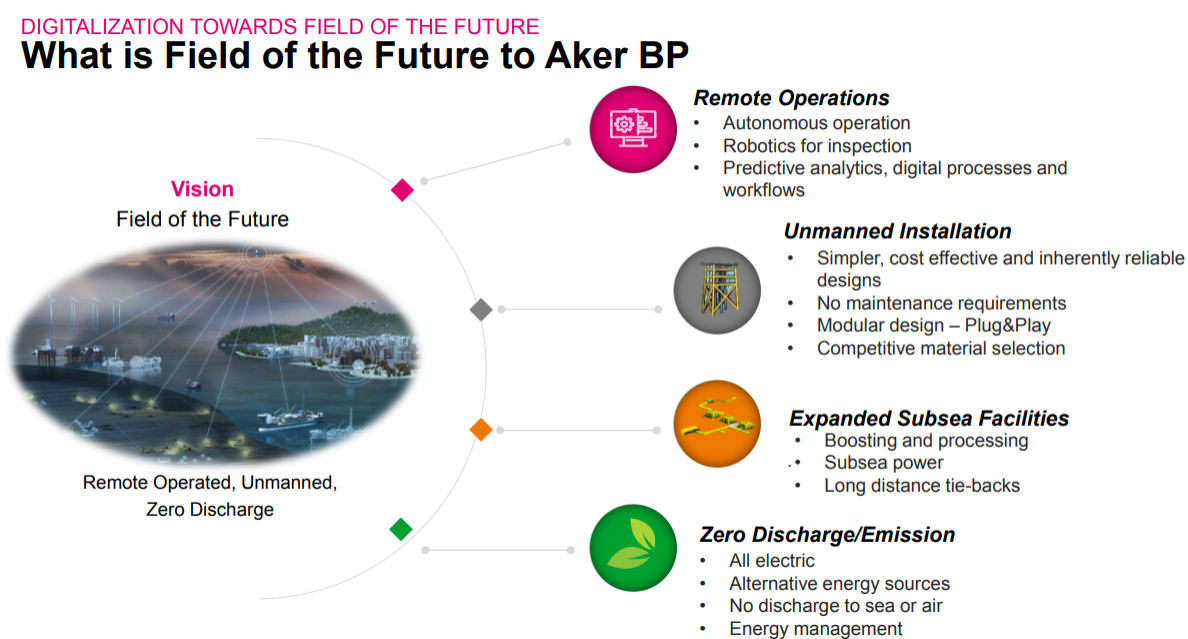 DIGITALIZATION TOWARDS FIELD OF THE FUTURE
What is Field of the Future to Aker BP
Vision
Field of the Future
Remote Operated, Unmanned,
Zero Discharge
Remote Operations
• Autonomous operation
• Robotics for inspection
• Predictive analytics, digital processes and
workflows
Unmanned Installation
• Simpler, cost effective and inherently reliable
designs
• No maintenance requirements
• Modular design – Plug&Play
• Competitive material selection
Expanded Subsea Facilities
• Boosting and processing
.• Subsea power
• Long distance tie-backs
Zero Discharge/Emission
• All electric
• Alternative energy sources
• No discharge to sea or air
• Energy management